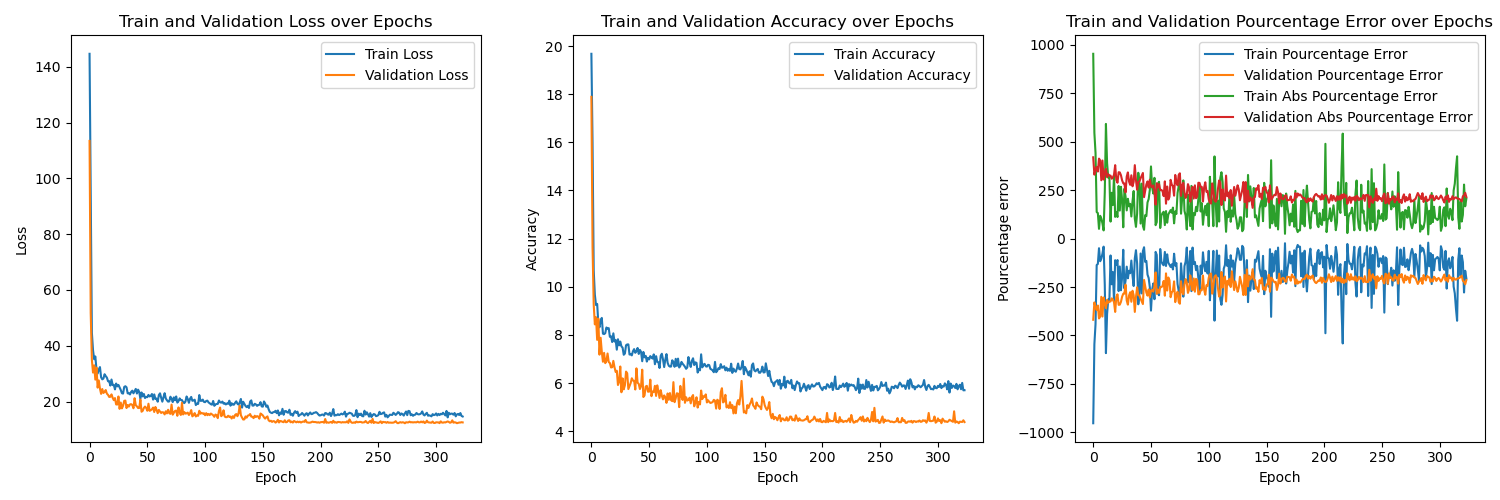 Train and Validation Loss over Epochs
Train Loss
Validation Loss
140
120
100
80
60
40
20
Loss
0 50 100 150 200 250 300
Epoch
Train and Validation Accuracy over Epochs
Train Accuracy
Validation Accuracy
20
18
16
14
12
10
8
6
4
Accuracy
0 50 100 150 200 250 300
Epoch
Train and Validation Pourcentage Error over Epochs
Train Pourcentage Error
Validation Pourcentage Error
Train Abs Pourcentage Error
Validation Abs Pourcentage Error
1000
750
500
250
0
−250
−500
−750
−1000
Pourcentage error
0 50 100 150 200 250 300
Epoch